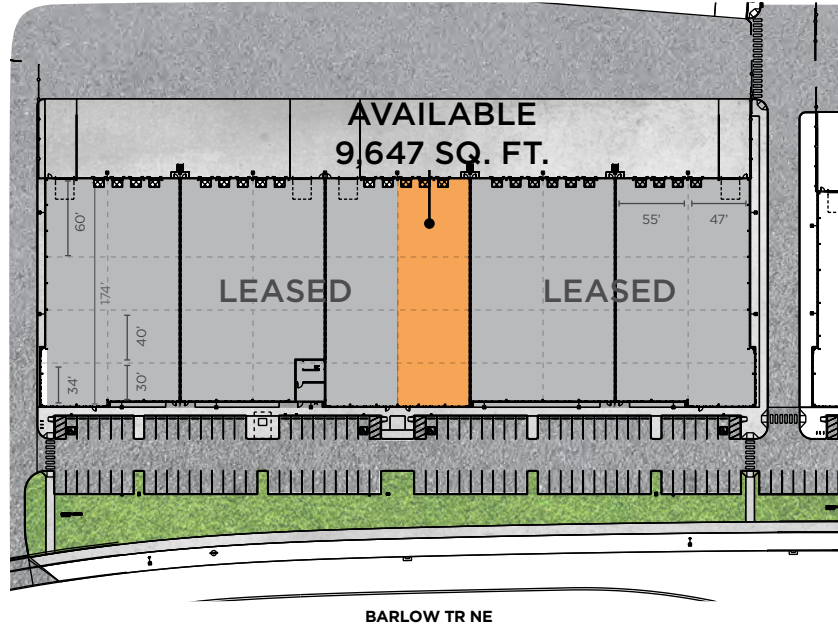 AVAILABLE
9,647 SQ. FT.
60'
55'
47'
174'
LEASED
LEASED
40'
34'
30'
BARLOW TR NE